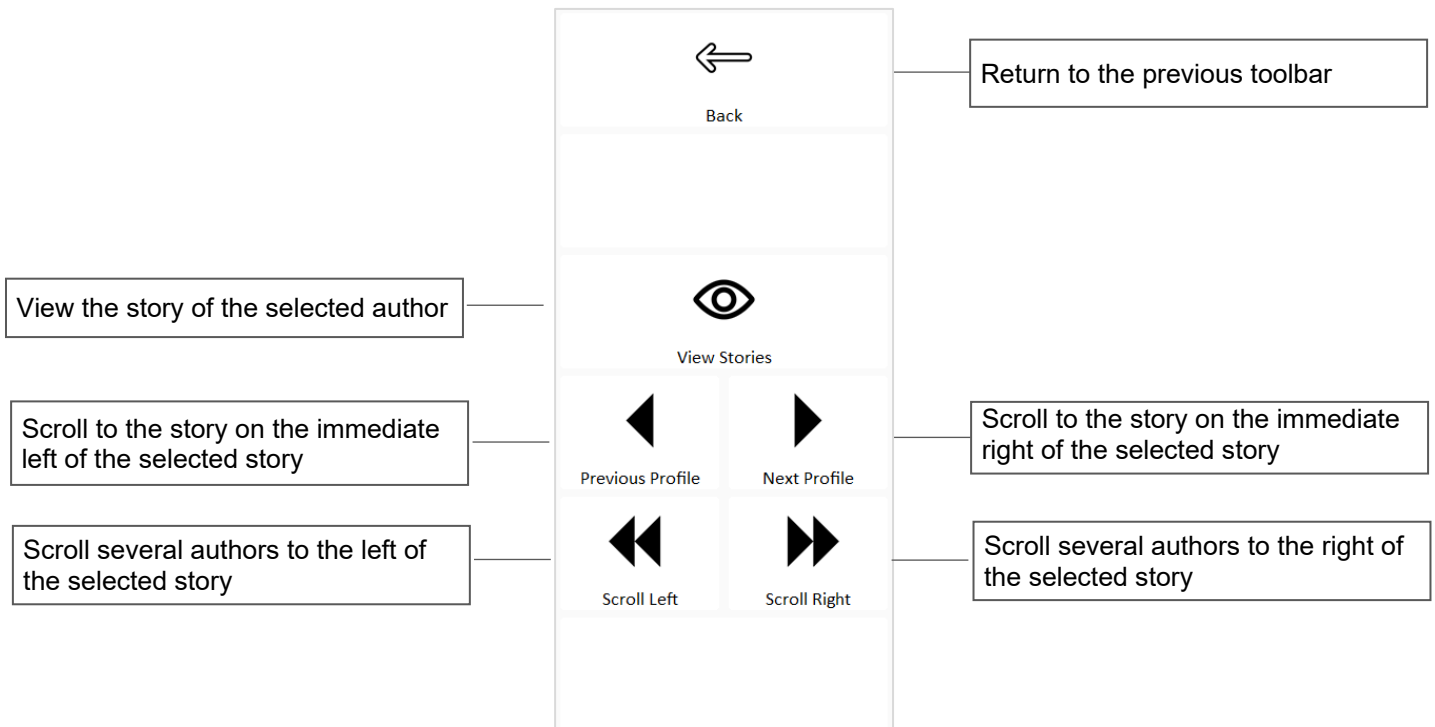 Return to the previous toolbar
Back
View the story of the selected author
View Stories
Scroll to the story on the immediate
left of the selected story
Scroll to the story on the immediate
right of the selected story
Previous Profile
Next Profile
Scroll several authors to the left of
the selected story
Scroll several authors to the right of
the selected story
Scroll Left
Scroll Right